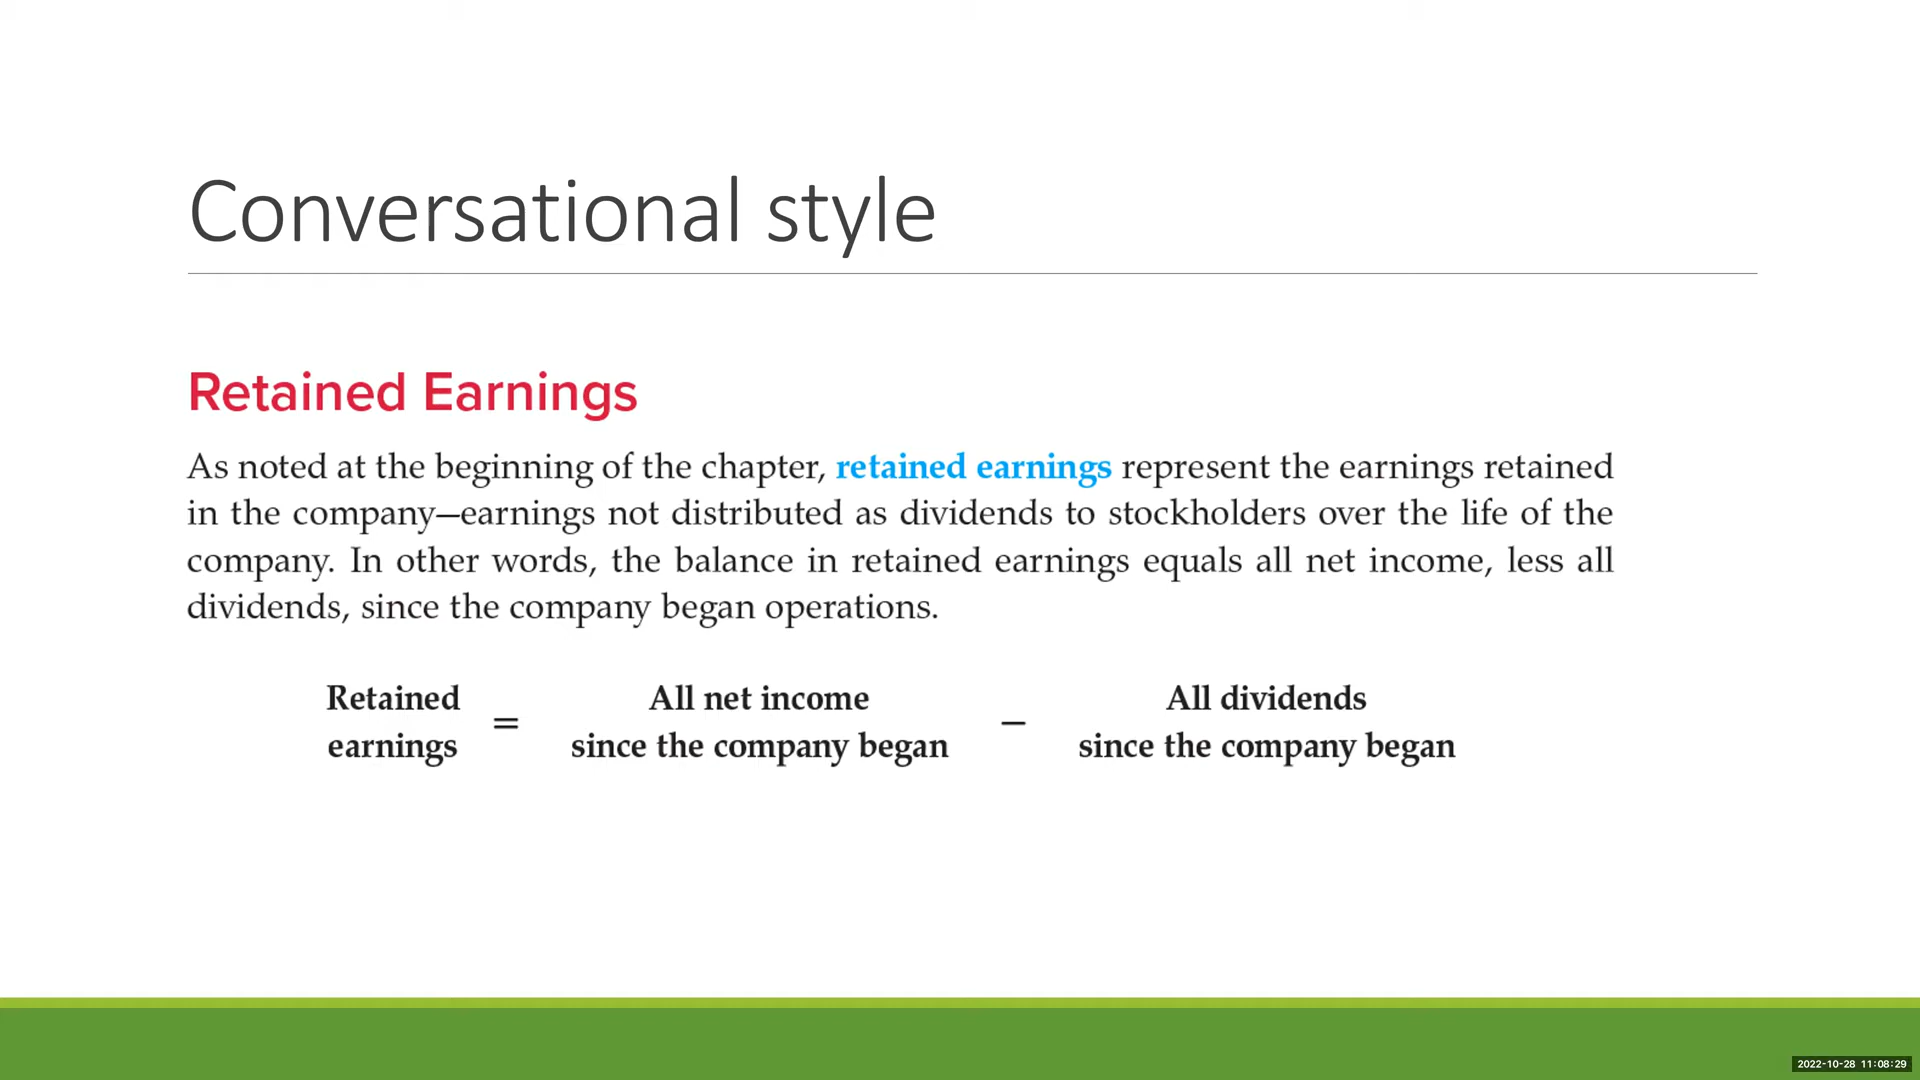 Conversational style
Retained Earnings
As noted at the beginning of the chapter, retained earnings represent the earnings retained
in the company—earnings not distributed as dividends to stockholders over the life of the
company. In other words, the balance in retained earnings equals all net income, less all
dividends, since the company began operations.
Retained earnings = All net income since the company began − All dividends since the company began
2022-10-28 11:08:29